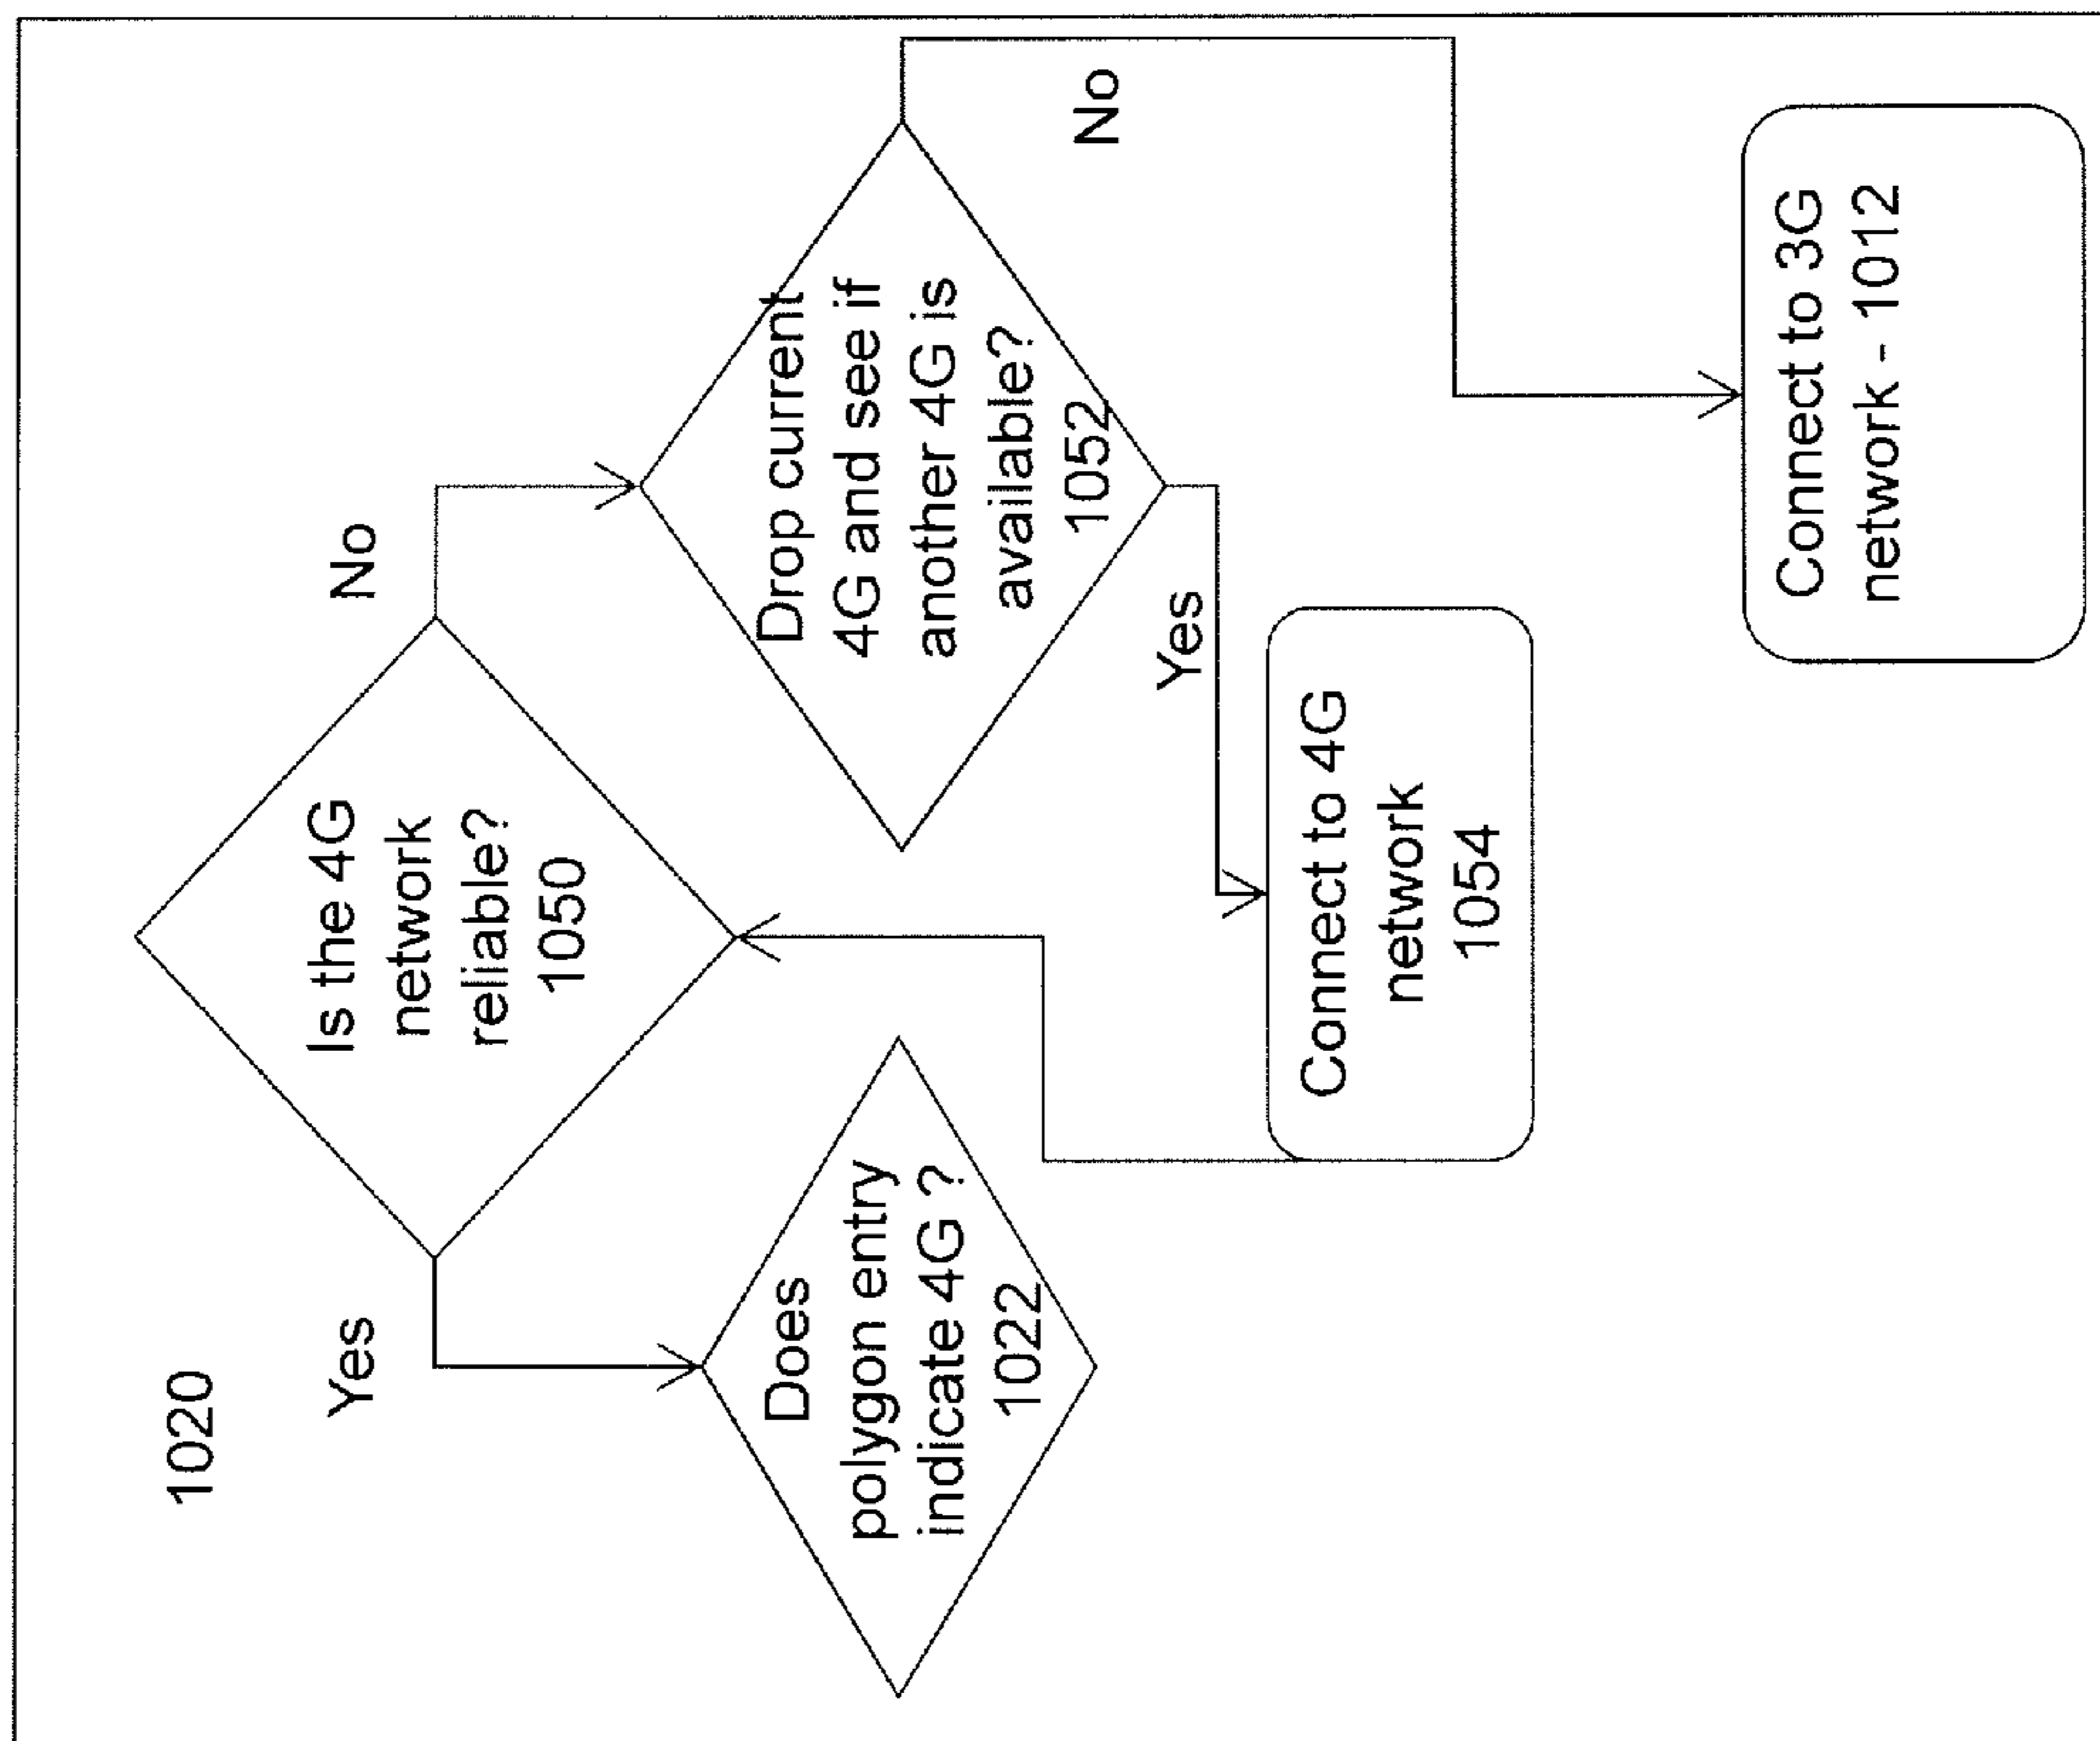 1020
Yes
No
Is the 4G
network
reliable?
1050
Does
polygon entry
indicate 4G ?
1022
Drop current
4G and see if
another 4G is
available?
1052
No
Yes
Connect to 4G
network
1054
Connect to 3G
network - 1012